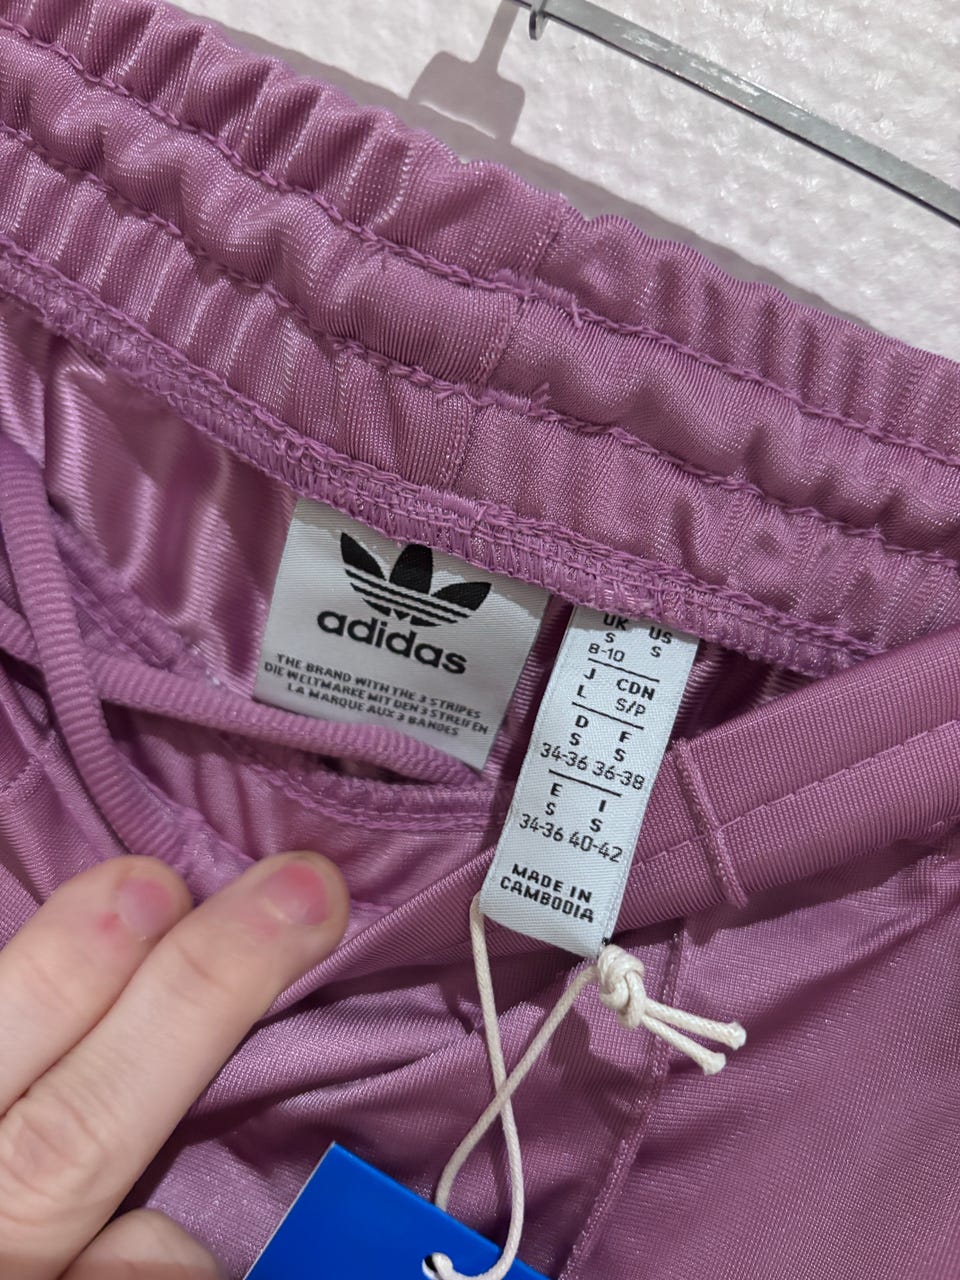 adidas
THE BRAND WITH THE 3 STRIPES
DIE WELTMARKE MIT DEN 3 STREIFEN
LA MARQUE AUX 3 BANDES
UK US
S S
8-10
J CDN
L S/P
D F
S S
34-36 36-38
E I
S S
34-36 40-42
MADE IN
CAMBODIA